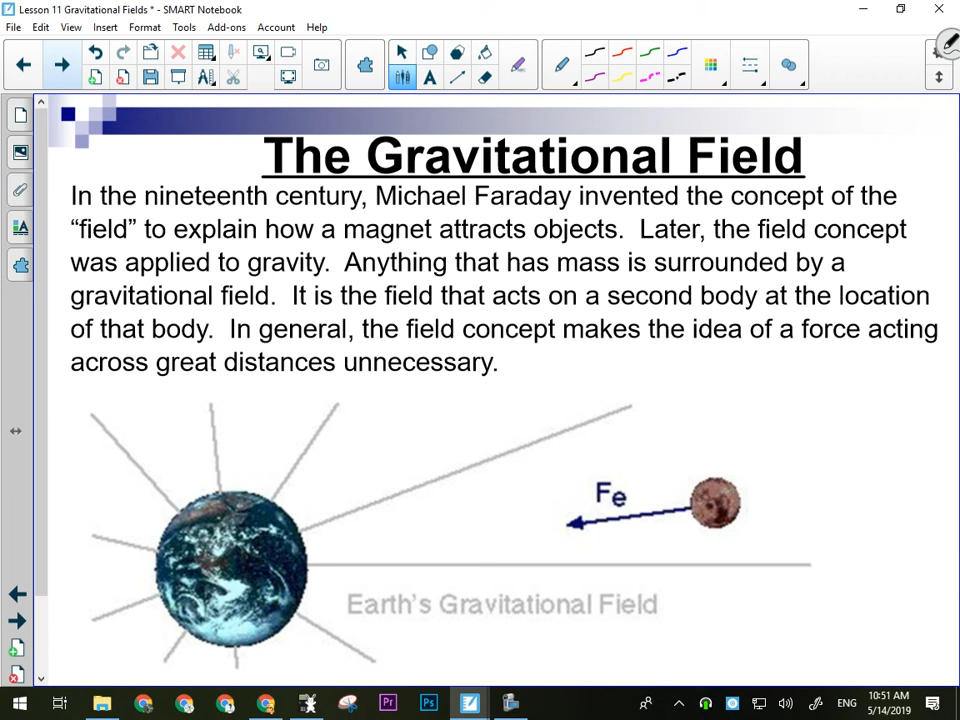 Lesson 11 Gravitational Fields * - SMART Notebook
File Edit View Insert Format Tools Add-ons Account Help
The Gravitational Field
In the nineteenth century, Michael Faraday invented the concept of the
“field” to explain how a magnet attracts objects.  Later, the field concept
was applied to gravity.  Anything that has mass is surrounded by a
gravitational field.  It is the field that acts on a second body at the location
of that body.  In general, the field concept makes the idea of a force acting
across great distances unnecessary.
Fe
Earth's Gravitational Field
Pr
Ps
ENG
10:51 AM
5/14/2019